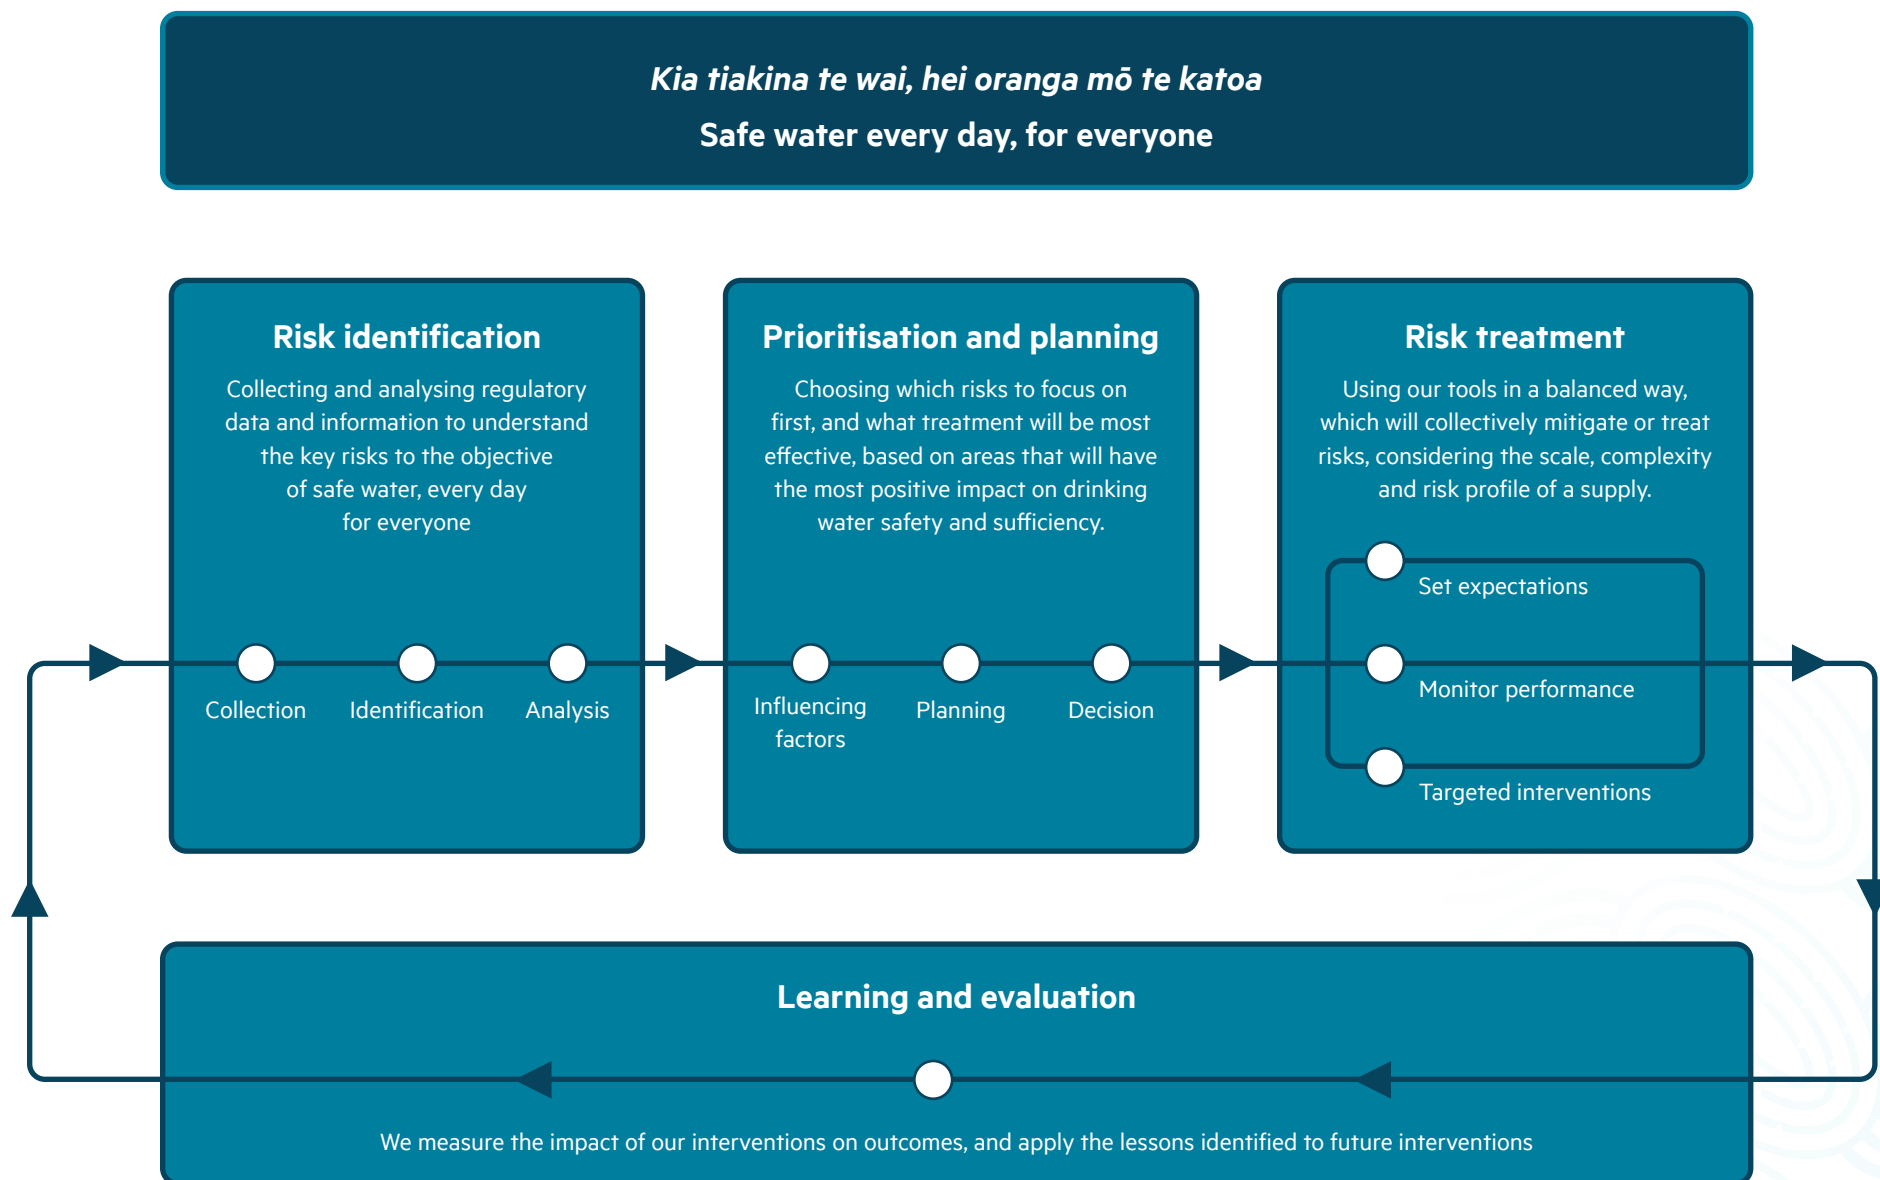 Kia tiakina te wai, hei oranga mō te katoa
Safe water every day, for everyone
Risk identification
Collecting and analysing regulatory
data and information to understand
the key risks to the objective
of safe water, every day
for everyone
Collection
Identification
Analysis
Prioritisation and planning
Choosing which risks to focus on
first, and what treatment will be most
effective, based on areas that will have
the most positive impact on drinking
water safety and sufficiency.
Influencing
factors
Planning
Decision
Risk treatment
Using our tools in a balanced way,
which will collectively mitigate or treat
risks, considering the scale, complexity
and risk profile of a supply.
Set expectations
Monitor performance
Targeted interventions
Learning and evaluation
We measure the impact of our interventions on outcomes, and apply the lessons identified to future interventions